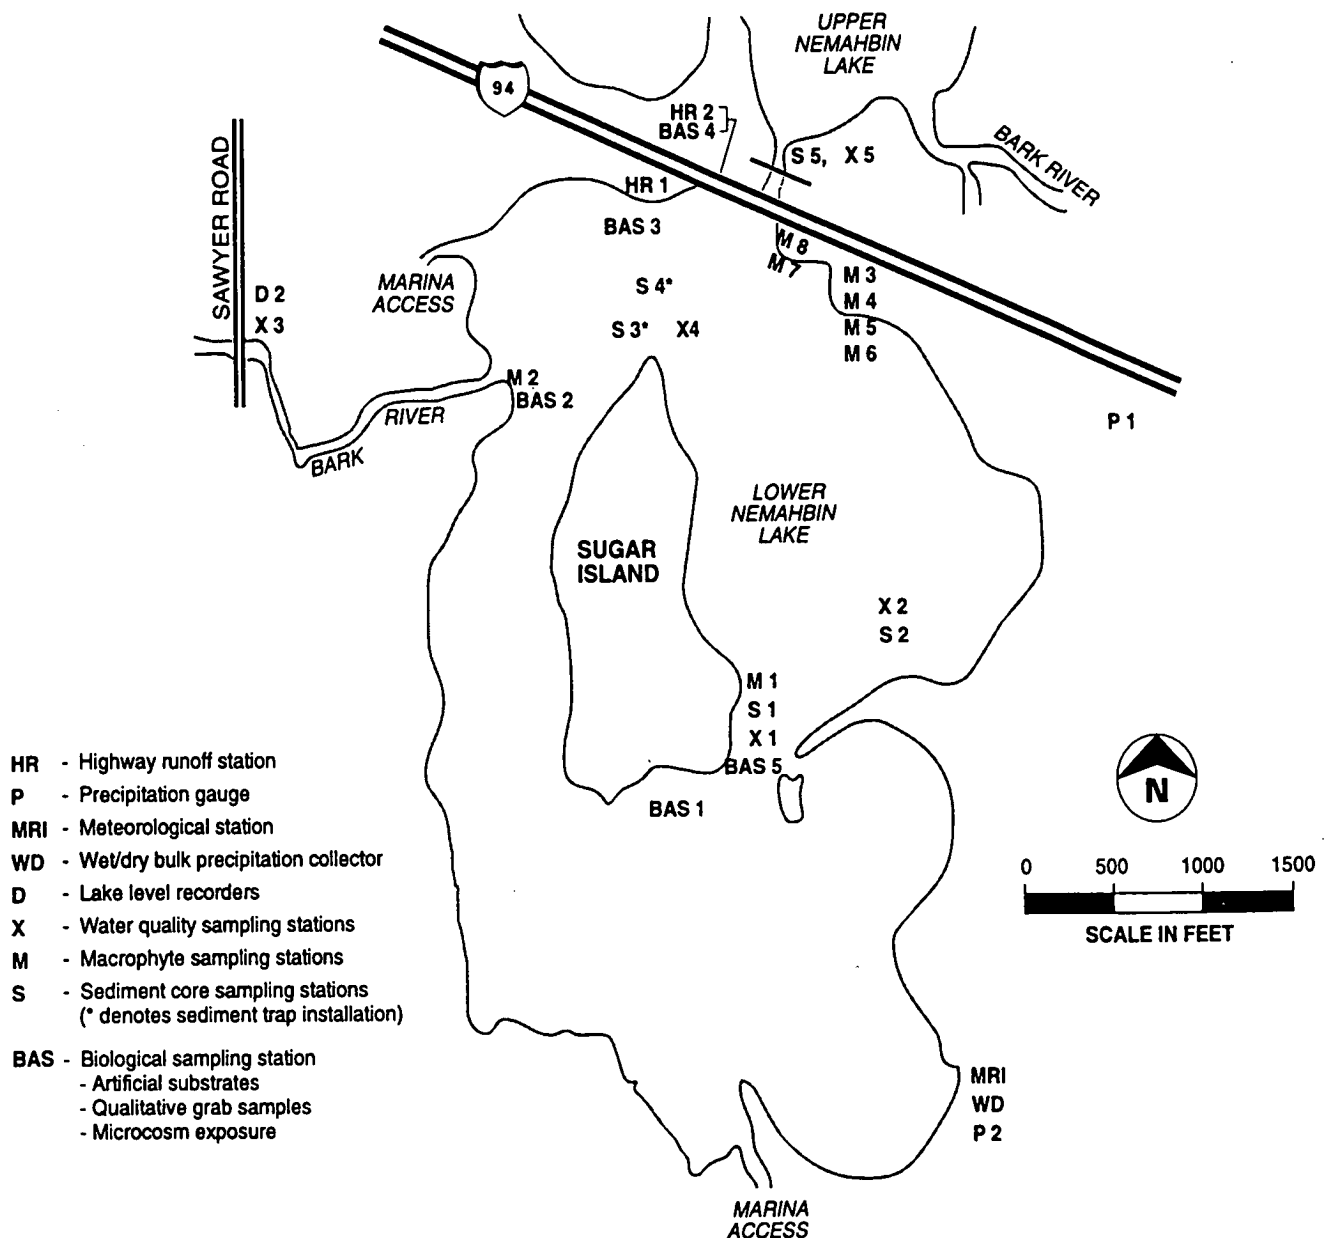 UPPER
NEMAHBIN
LAKE
94
HR 2
BAS 4
BARK RIVER
S 5, X 5
SAWYER ROAD
HR 1
BAS 3
M 8
M 7
MARINA
ACCESS
D 2
X 3
S 4*
S 3* X4
M 3
M 4
M 5
M 6
M 2
BAS 2
RIVER
BARK
P 1
LOWER
NEMAHBIN
LAKE
SUGAR
ISLAND
X 2
S 2
M 1
S 1
X 1
BAS 5
BAS 1
HR - Highway runoff station
P - Precipitation gauge
MRI - Meteorological station
WD - Wet/dry bulk precipitation collector
D - Lake level recorders
X - Water quality sampling stations
M - Macrophyte sampling stations
S - Sediment core sampling stations
(* denotes sediment trap installation)
BAS - Biological sampling station
- Artificial substrates
- Qualitative grab samples
- Microcosm exposure
N
0 500 1000 1500
SCALE IN FEET
MRI
WD
P 2
MARINA
ACCESS